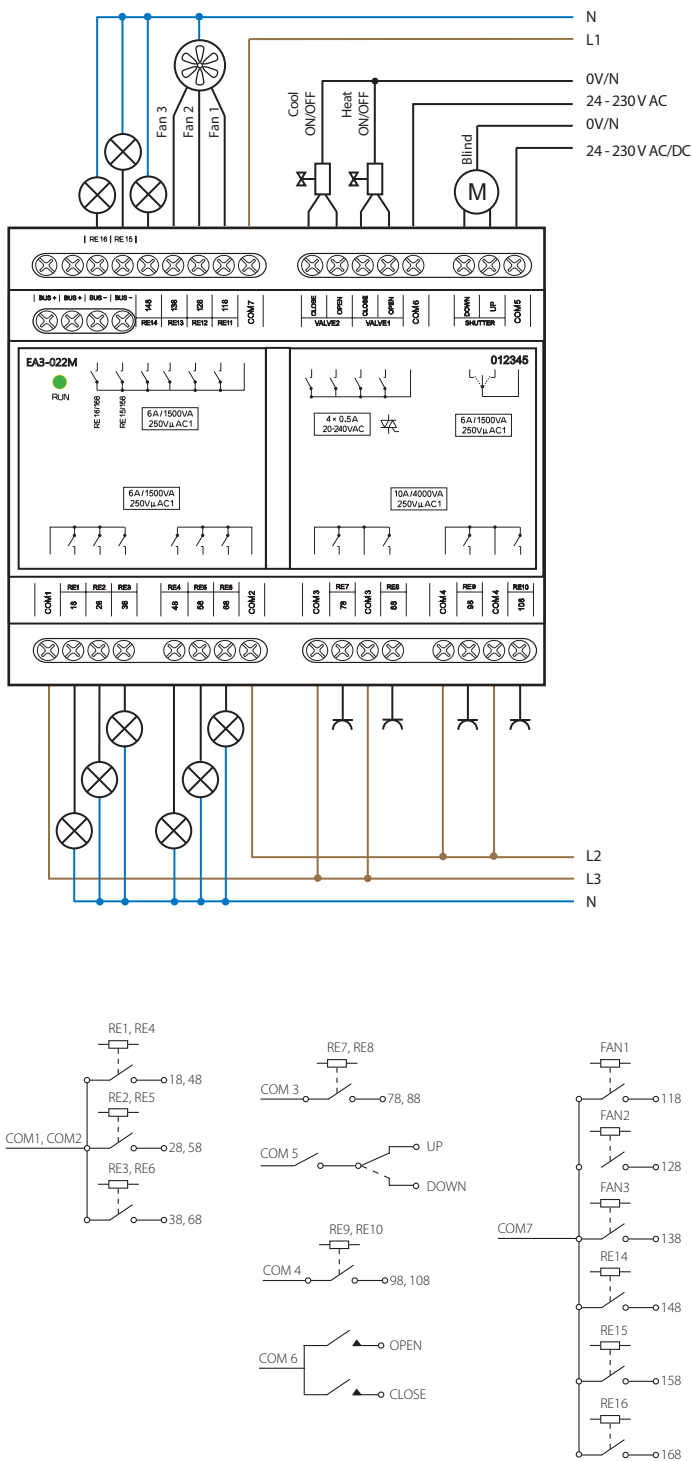 N
L1
0V/N
24 - 230 V AC
0V/N
24 - 230 V AC/DC
Fan 3
Fan 2
Fan 1
Cool
ON/OFF
Heat
ON/OFF
Blind
M
RE 16
RE 15
BUS +
BUS +
BUS –
BUS –
148
138
128
118
COM7
RE14
RE13
RE12
RE11
CLOSE
OPEN
CLOSE
OPEN
COM6
VALVE2
VALVE1
DOWN
UP
COM5
SHUTTER
EA3-022M
012345
RUN
RE 16/168
RE 15/158
6A/1500VA
250Vµ AC1
4 × 0.5A
20-240VAC
6A/1500VA
250Vµ AC1
6A/1500VA
250Vµ AC1
10A/4000VA
250Vµ AC1
COM1
RE1
18
RE2
28
RE3
38
RE4
48
RE5
58
RE6
68
COM2
COM3
RE7
78
COM3
RE8
88
COM4
RE9
98
COM4
RE10
108
L2
L3
N
RE1, RE4
18, 48
RE2, RE5
COM1, COM2
28, 58
RE3, RE6
38, 68
RE7, RE8
COM 3
78, 88
COM 5
UP
DOWN
RE9, RE10
COM 4
98, 108
COM 6
OPEN
CLOSE
FAN1
118
FAN2
128
FAN3
COM7
138
RE14
148
RE15
158
RE16
168